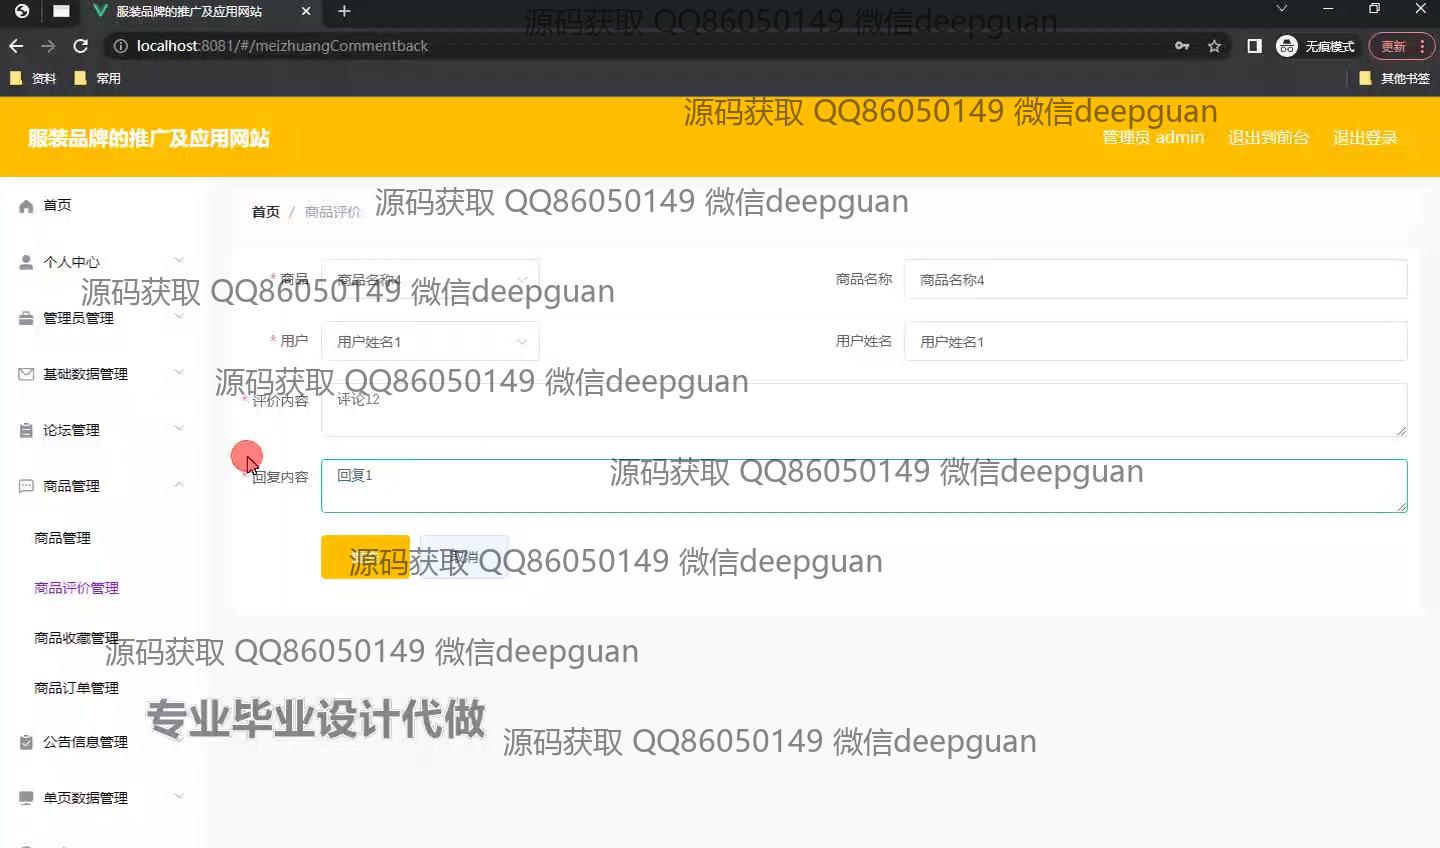 服装品牌的推广及应用网站
源码获取 QQ86050149 微信deepguan
localhost:8081/#/meizhuangCommentback
无痕模式
更新
资料
常用
其他书签
源码获取 QQ86050149 微信deepguan
服装品牌的推广及应用网站
管理员 admin
退出到前台
退出登录
首页
首页 / 商品评价
源码获取 QQ86050149 微信deepguan
个人中心
* 商品
商品名称4
商品名称
商品名称4
源码获取 QQ86050149 微信deepguan
管理员管理
* 用户
用户姓名1
用户姓名
用户姓名1
基础数据管理
源码获取 QQ86050149 微信deepguan
* 评价内容
评论12
论坛管理
* 回复内容
回复1
源码获取 QQ86050149 微信deepguan
商品管理
商品管理
取消
源码获取 QQ86050149 微信deepguan
商品评价管理
商品收藏管理
源码获取 QQ86050149 微信deepguan
商品订单管理
专业毕业设计代做
公告信息管理
源码获取 QQ86050149 微信deepguan
单页数据管理